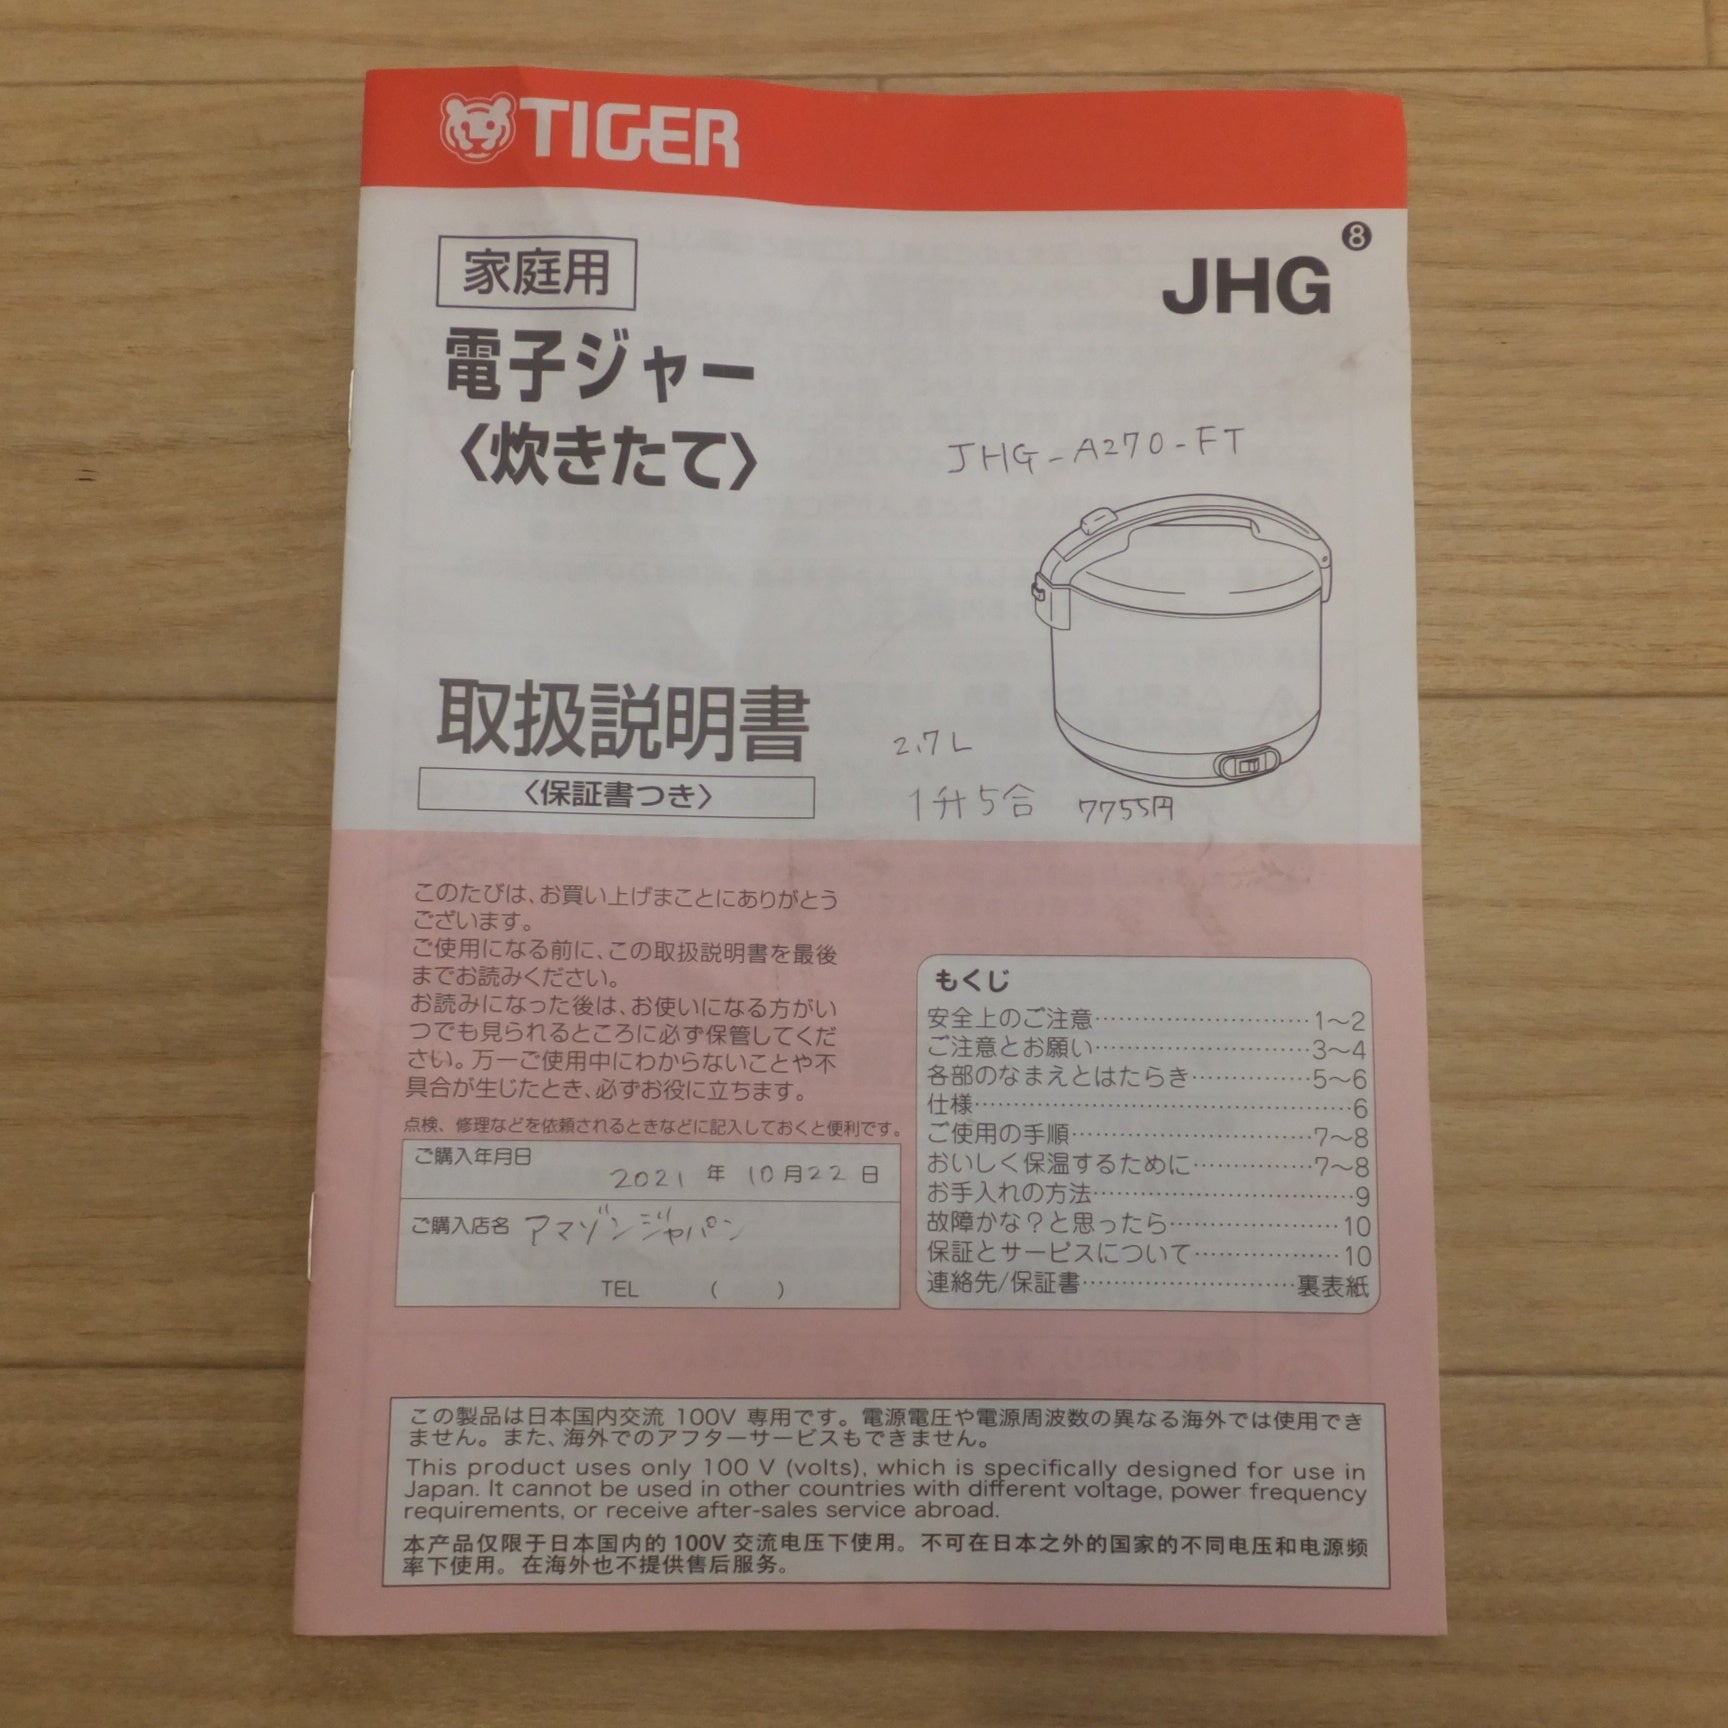 TIGER
家庭用
❽
JHG
電子ジャー
〈炊きたて〉
JHG-A270-FT
取扱説明書
〈保証書つき〉
2.7L
1升5合 7755円
このたびは、お買い上げまことにありがとう
ございます。
ご使用になる前に、この取扱説明書を最後
までお読みください。
お読みになった後は、お使いになる方がい
つでも見られるところに必ず保管してくだ
さい。万一ご使用中にわからないことや不
具合が生じたとき、必ずお役に立ちます。
点検、修理などを依頼されるときなどに記入しておくと便利です。
ご購入年月日
2021 年 10月22日
ご購入店名 アマゾンジャパン
TEL ( )
もくじ
安全上のご注意……………………1〜2
ご注意とお願い……………………3〜4
各部のなまえとはたらき……………5〜6
仕様……………………………………6
ご使用の手順………………………7〜8
おいしく保温するために……………7〜8
お手入れの方法………………………9
故障かな？と思ったら………………10
保証とサービスについて……………10
連絡先/保証書……………………裏表紙
この製品は日本国内交流 100V 専用です。電源電圧や電源周波数の異なる海外では使用でき
ません。また、海外でのアフターサービスもできません。
This product uses only 100 V (volts), which is specifically designed for use in
Japan. It cannot be used in other countries with different voltage, power frequency
requirements, or receive after-sales service abroad.
本产品仅限于日本国内的100V交流电压下使用。不可在日本之外的国家的不同电压和电源频
率下使用。在海外也不提供售后服务。